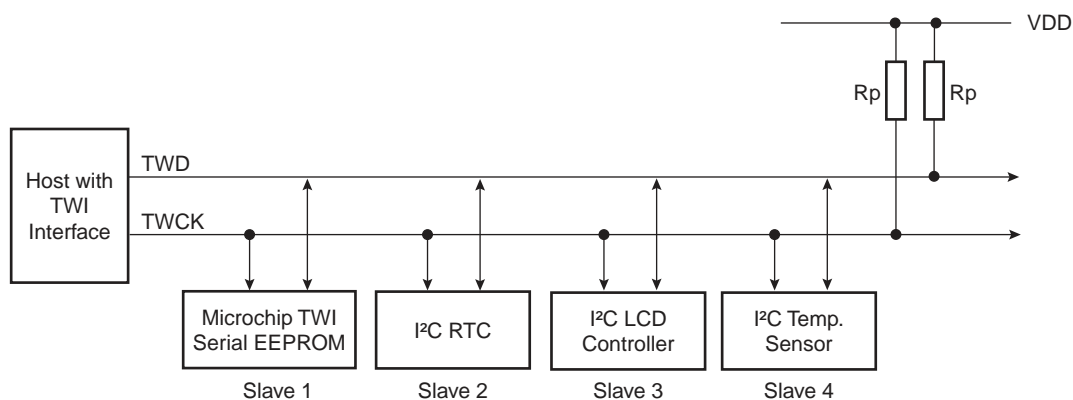 VDD
Rp
Rp
Host with
TWI
Interface
TWD
TWCK
Microchip TWI
Serial EEPROM
I²C RTC
I²C LCD
Controller
I²C Temp.
Sensor
Slave 1
Slave 2
Slave 3
Slave 4